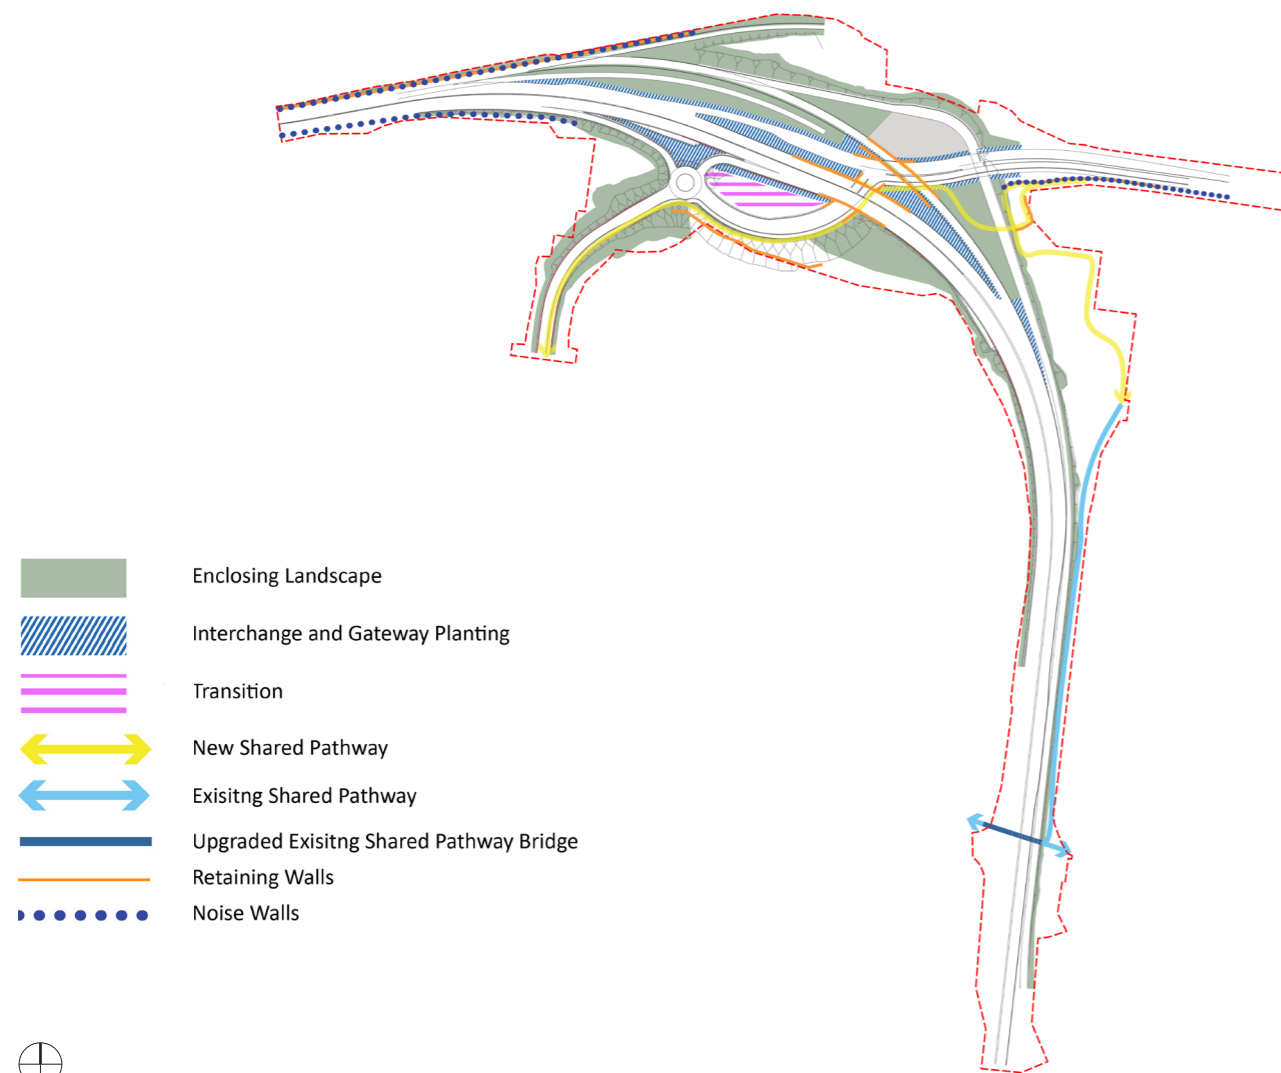 Enclosing Landscape
Interchange and Gateway Planting
Transition
New Shared Pathway
Exisitng Shared Pathway
Upgraded Exisitng Shared Pathway Bridge
Retaining Walls
Noise Walls